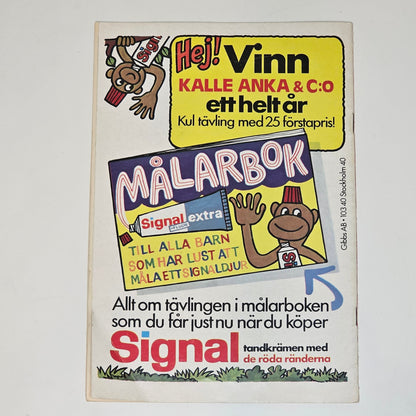 Signal
Hej! Vinn
KALLE ANKA & C:O
ett helt år
Kul tävling med 25 förstapris!
MÅLARBOK
Signal extra
TILL ALLA BARN
SOM HAR LUST ATT
MÅLA ETT SIGNALDJUR
Gibbs AB • 103 40 Stockholm 40
Allt om tävlingen i målarboken
som du får just nu när du köper
Signal tandkrämen med
de röda ränderna